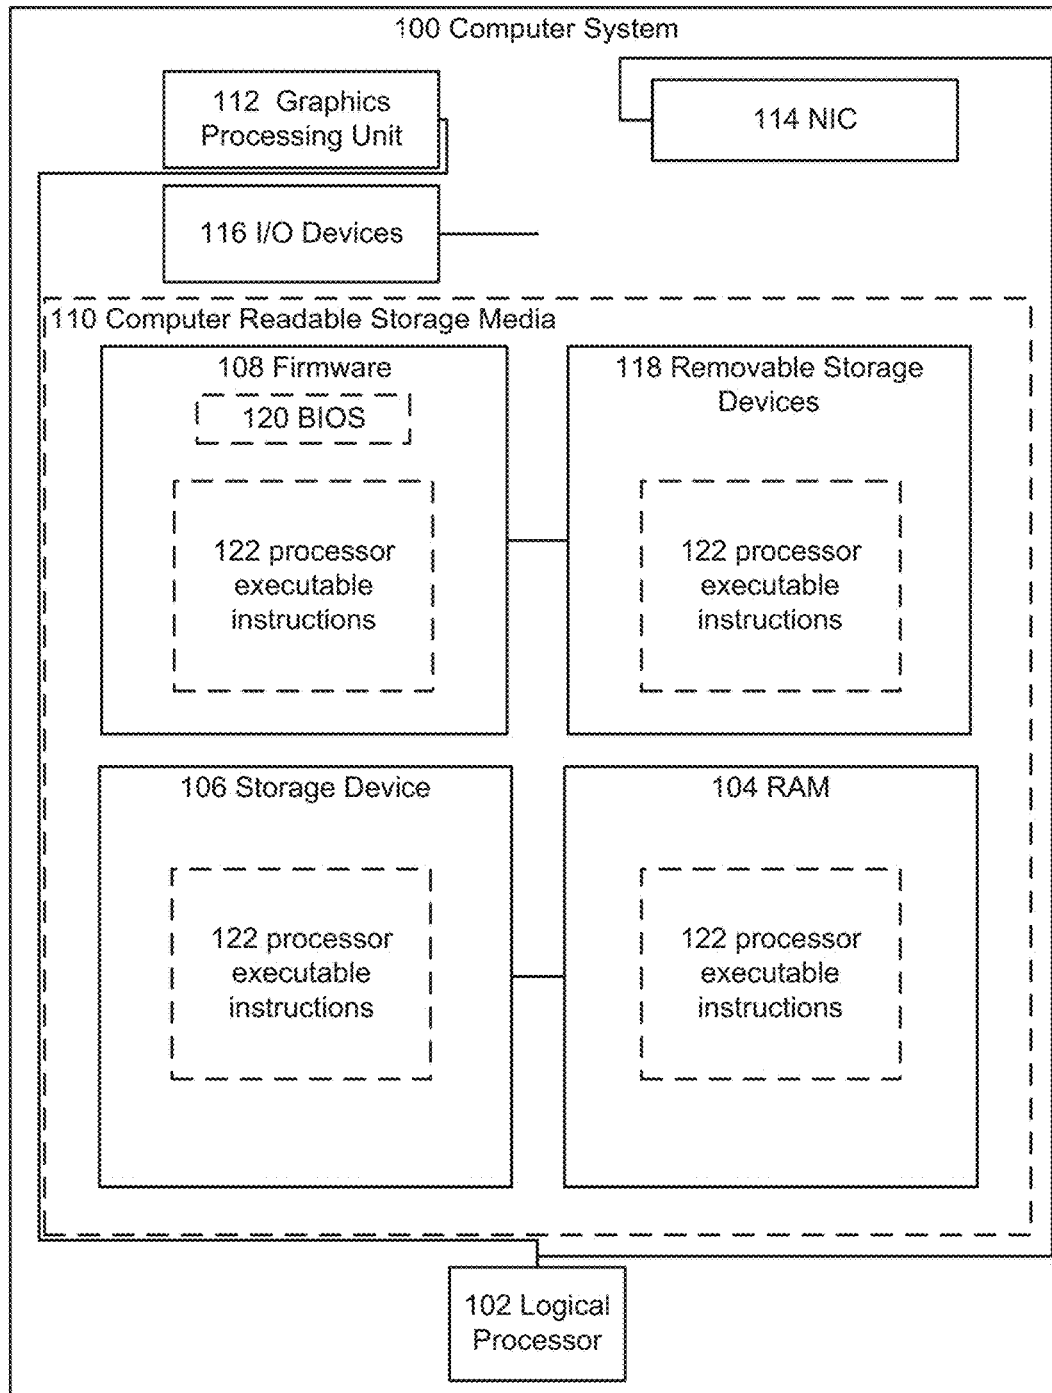 100 Computer System
112 Graphics
Processing Unit
114 NIC
116 I/O Devices
110 Computer Readable Storage Media
108 Firmware
120 BIOS
122 processor
executable
instructions
118 Removable Storage
Devices
122 processor
executable
instructions
106 Storage Device
122 processor
executable
instructions
104 RAM
122 processor
executable
instructions
102 Logical
Processor